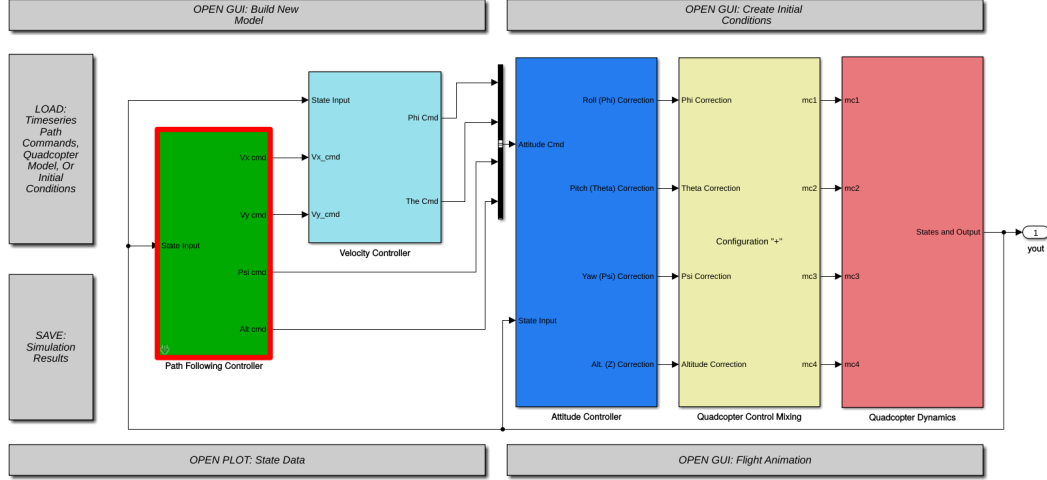 OPEN GUI: Build New
Model
OPEN GUI: Create Initial
Conditions
LOAD:
Timeseries
Path
Commands,
Quadcopter
Model, Or
Initial
Conditions
SAVE:
Simulation
Results
State Input
Vx cmd
Vy cmd
Psi cmd
Alt cmd
Path Following Controller
State Input
Vx_cmd
Vy_cmd
Phi Cmd
The Cmd
Velocity Controller
Attitude Cmd
State Input
Roll (Phi) Correction
Pitch (Theta) Correction
Yaw (Psi) Correction
Alt. (Z) Correction
Attitude Controller
Phi Correction
Theta Correction
Configuration "+"
Psi Correction
Altitude Correction
mc1
mc2
mc3
mc4
Quadcopter Control Mixing
mc1
mc2
mc3
mc4
States and Output
Quadcopter Dynamics
1
yout
OPEN PLOT: State Data
OPEN GUI: Flight Animation